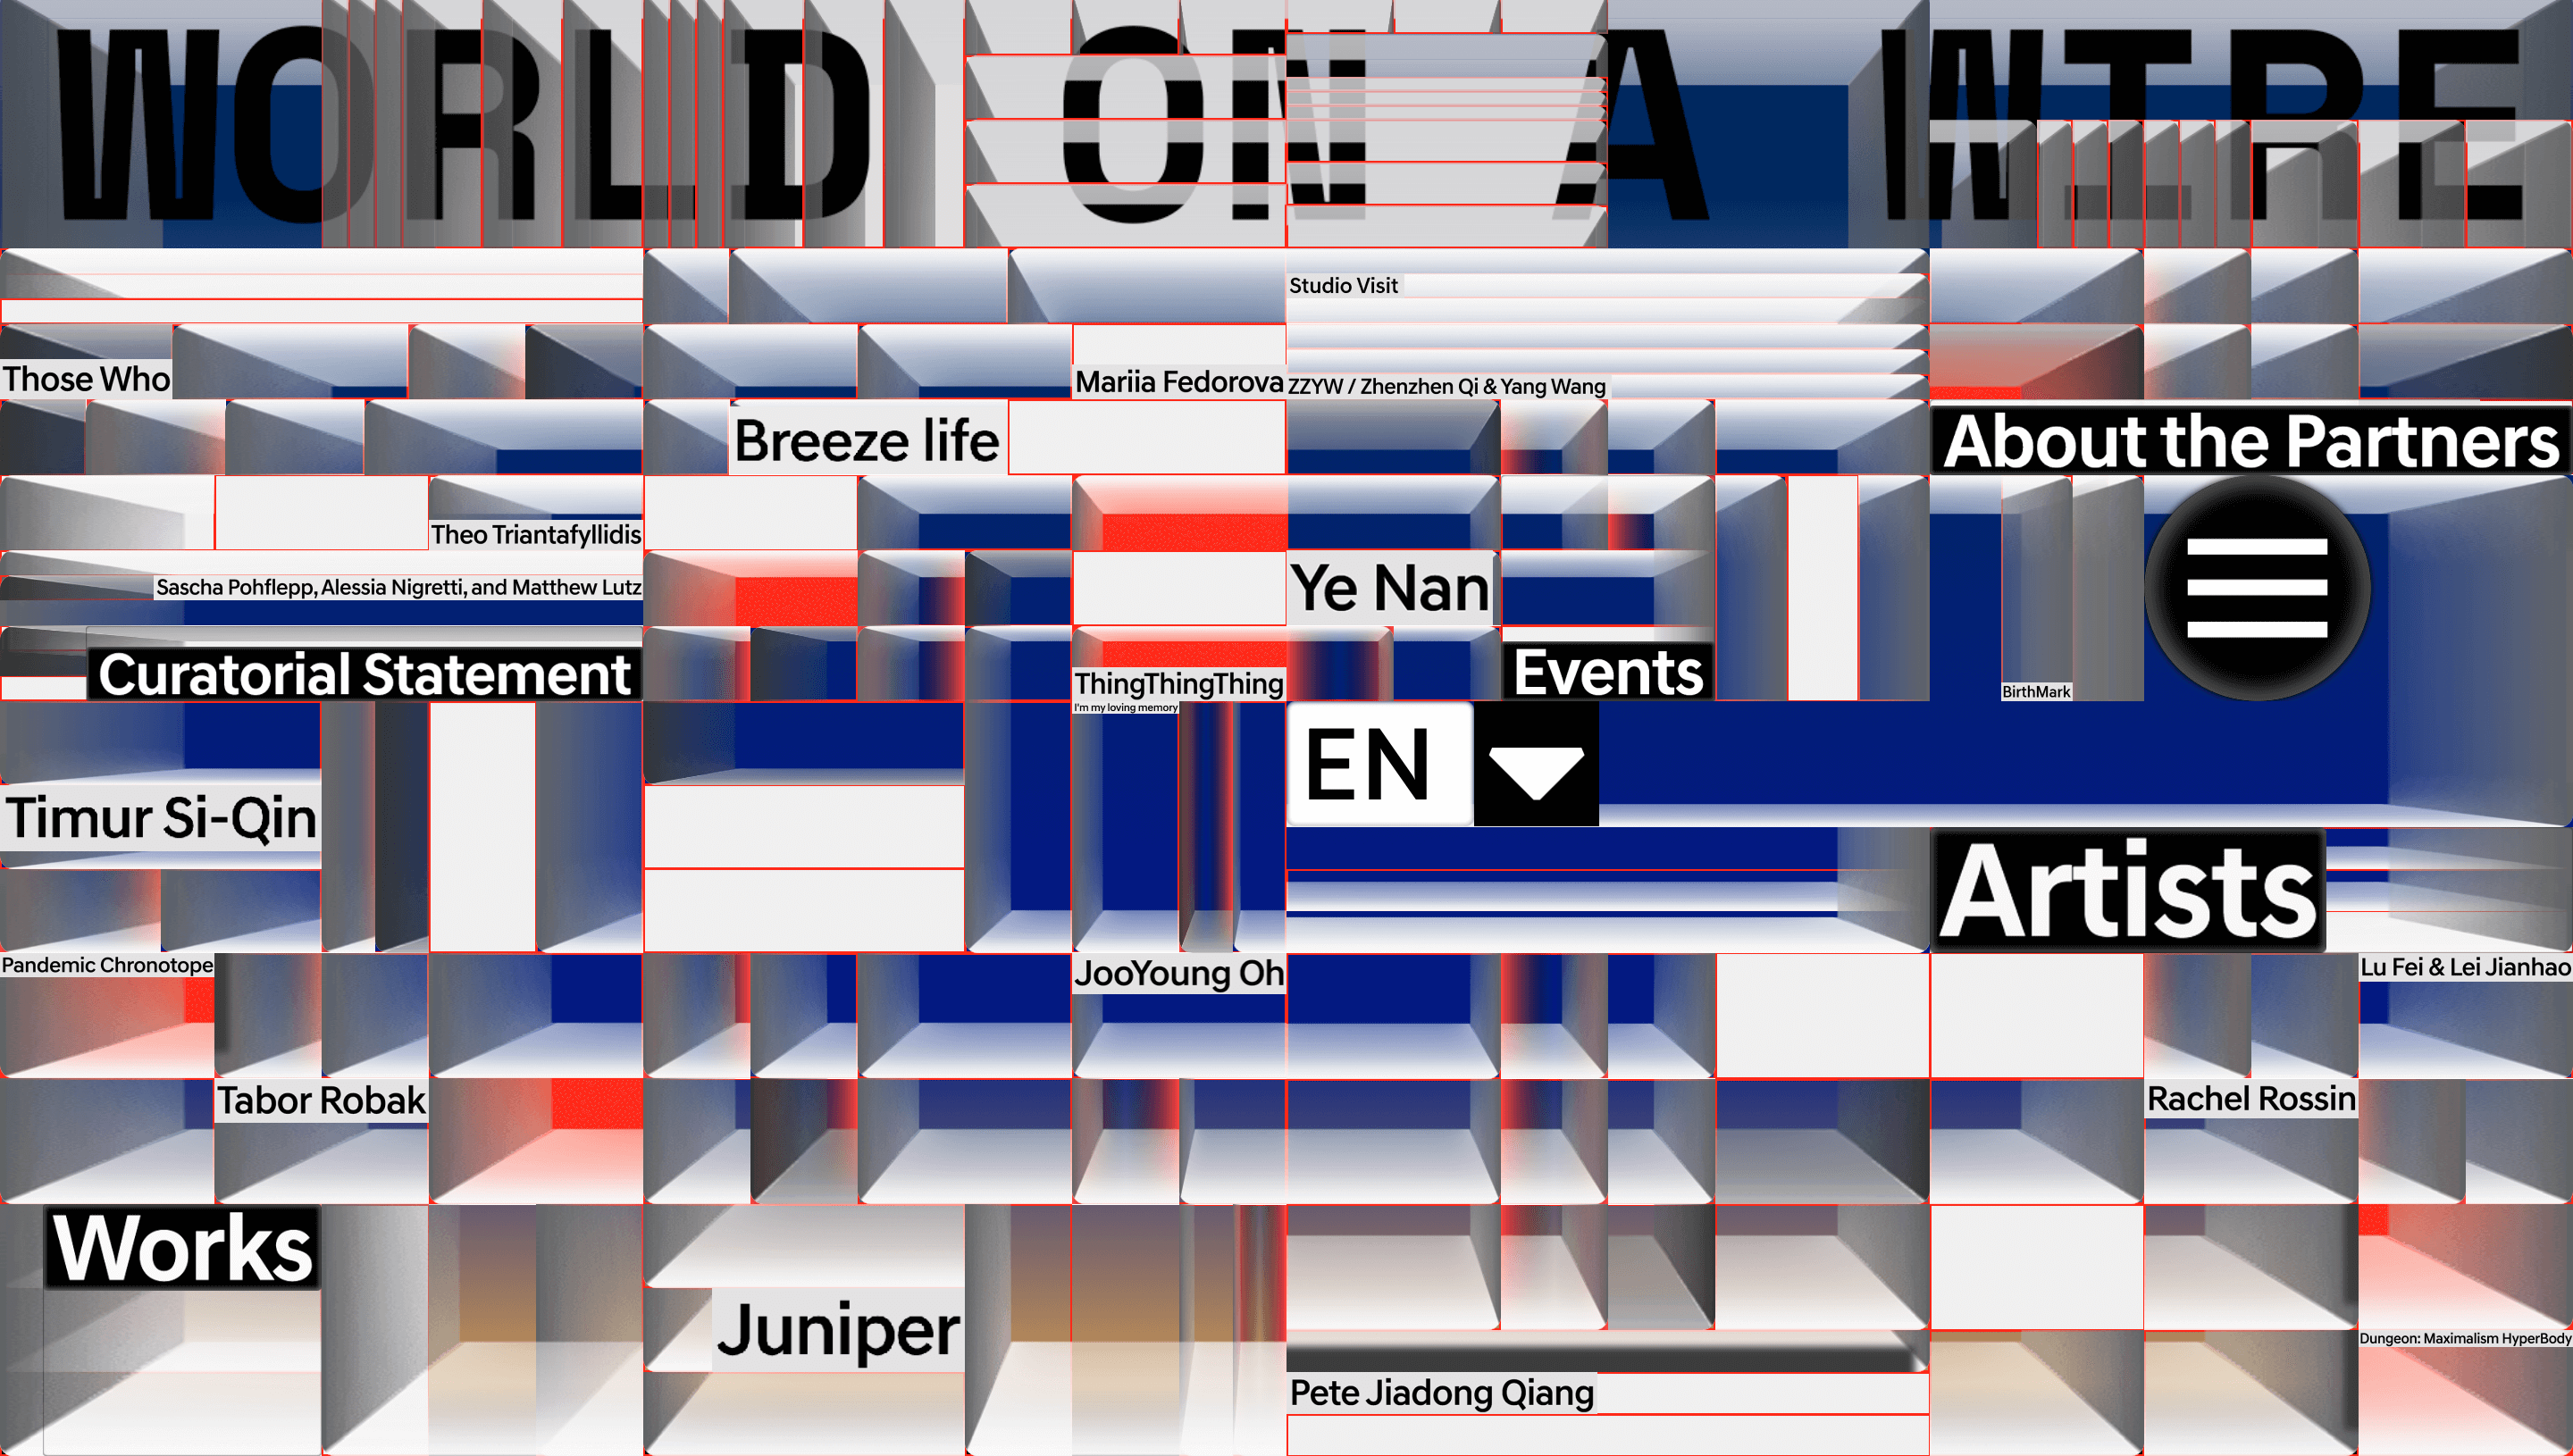 WORLD ON A WIRE
Studio Visit
Those Who
Mariia Fedorova
ZZYW / Zhenzhen Qi & Yang Wang
Breeze life
About the Partners
Theo Triantafyllidis
Sascha Pohflepp, Alessia Nigretti, and Matthew Lutz
Ye Nan
Curatorial Statement
ThingThingThing
Events
BirthMark
I'm my loving memory
EN
Timur Si-Qin
Artists
Pandemic Chronotope
JooYoung Oh
Lu Fei & Lei Jianhao
Tabor Robak
Rachel Rossin
Works
Juniper
Dungeon: Maximalism HyperBody
Pete Jiadong Qiang